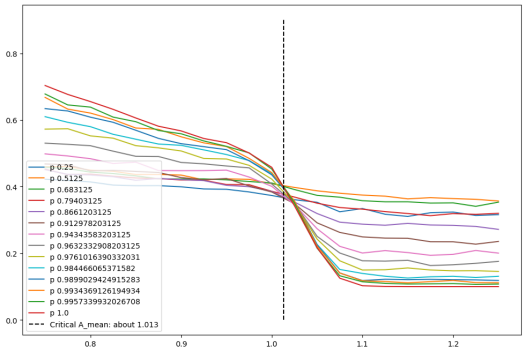 0.8
0.6
0.4
0.2
0.0
p 0.25
p 0.5125
p 0.683125
p 0.79403125
p 0.8661203125
p 0.912978203125
p 0.94343583203125
p 0.9632332908203125
p 0.9761016390332031
p 0.984466065371582
p 0.9899029424915283
p 0.9934369126194934
p 0.9957339932026708
p 1.0
Critical A_mean: about 1.013
0.8 0.9 1.0 1.1 1.2